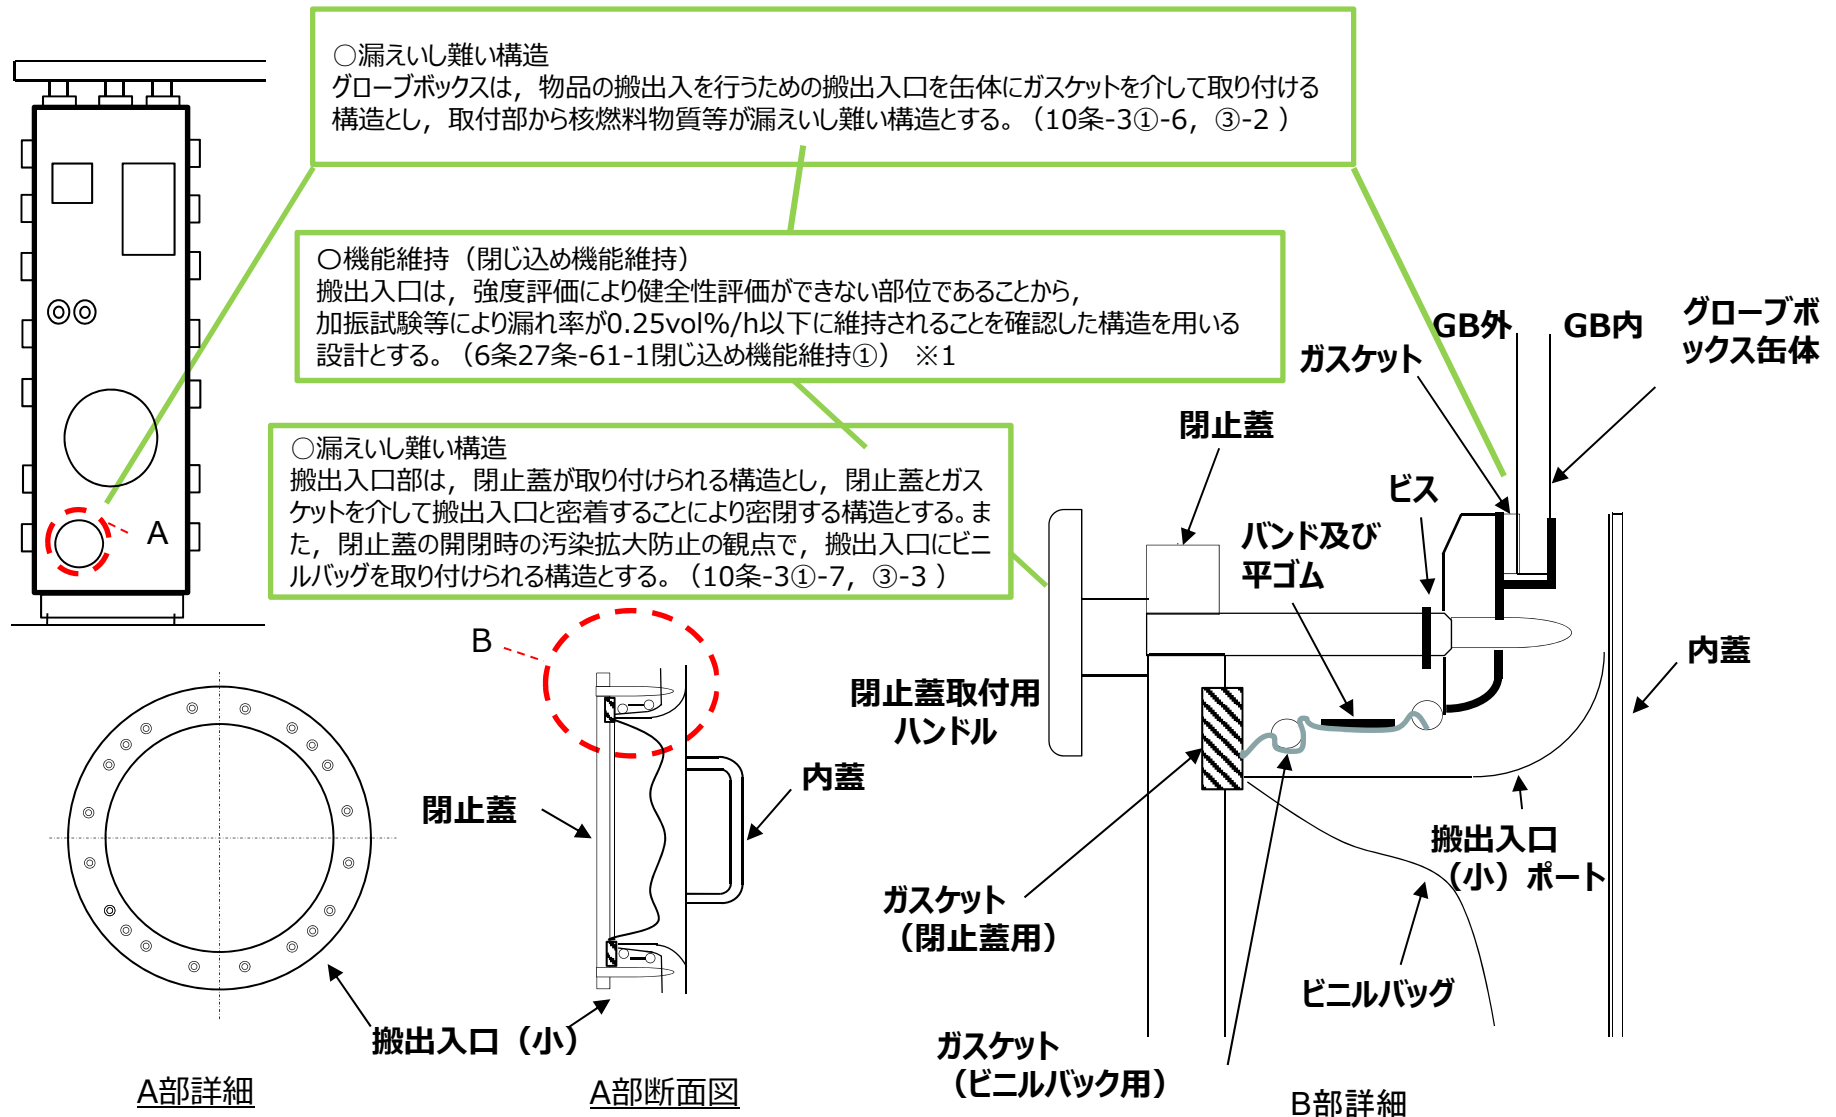 ○漏えいし難い構造
グローブボックスは，物品の搬出入を行うための搬出入口を缶体にガスケットを介して取り付ける
構造とし，取付部から核燃料物質等が漏えいし難い構造とする。（10条-3①-6，③-2 ）
○機能維持（閉じ込め機能維持）
搬出入口は，強度評価により健全性評価ができない部位であることから，
加振試験等により漏れ率が0.25vol%/h以下に維持されることを確認した構造を用いる
設計とする。（6条27条-61-1閉じ込め機能維持①） ※1
○漏えいし難い構造
搬出入口部は，閉止蓋が取り付けられる構造とし，閉止蓋とガス
ケットを介して搬出入口と密着することにより密閉する構造とする。ま
た，閉止蓋の開閉時の汚染拡大防止の観点で，搬出入口にビニ
ルバッグを取り付けられる構造とする。（10条-3①-7，③-3 ）
A
GB外
GB内
グローブボ
ックス缶体
ガスケット
閉止蓋
ビス
バンド及び
平ゴム
内蓋
閉止蓋取付用
ハンドル
B
閉止蓋
内蓋
搬出入口
（小）ポート
ガスケット
（閉止蓋用）
ビニルバッグ
搬出入口（小）
ガスケット
（ビニルバック用）
A部詳細
A部断面図
B部詳細